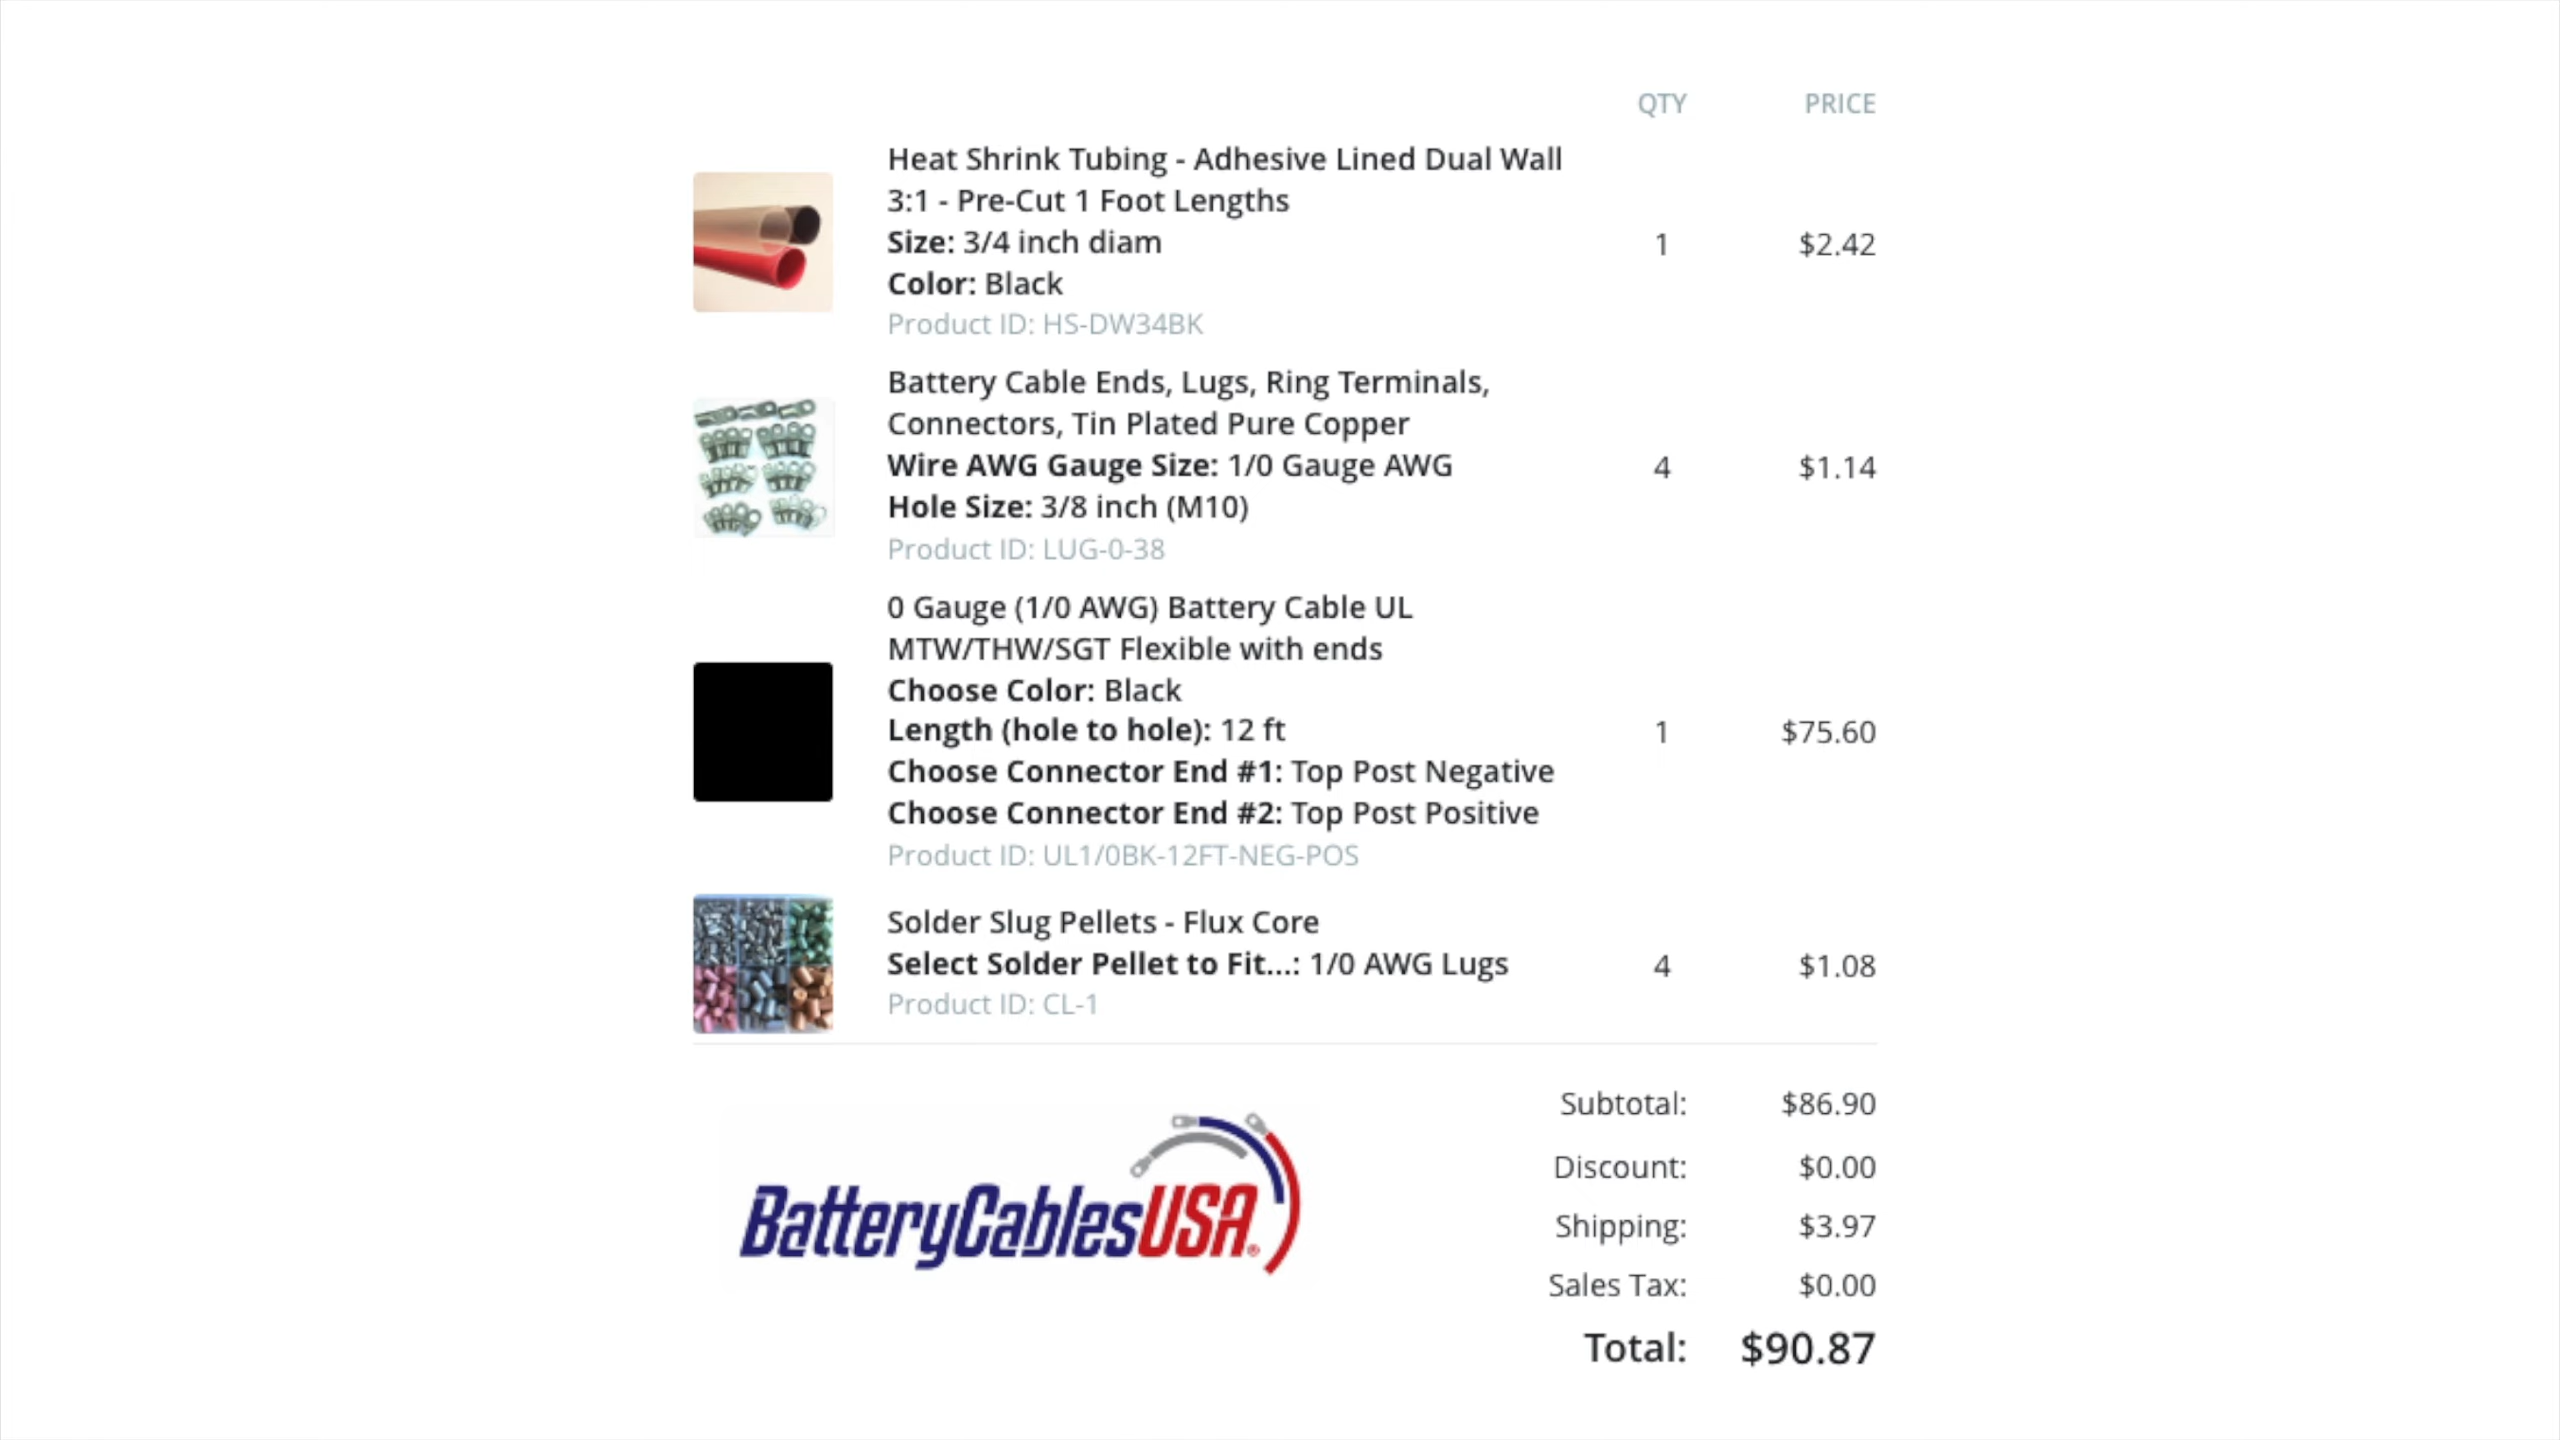 QTY PRICE
Heat Shrink Tubing - Adhesive Lined Dual Wall
3:1 - Pre-Cut 1 Foot Lengths
Size: 3/4 inch diam
Color: Black
Product ID: HS-DW34BK
1 $2.42
Battery Cable Ends, Lugs, Ring Terminals,
Connectors, Tin Plated Pure Copper
Wire AWG Gauge Size: 1/0 Gauge AWG
Hole Size: 3/8 inch (M10)
Product ID: LUG-0-38
4 $1.14
0 Gauge (1/0 AWG) Battery Cable UL
MTW/THW/SGT Flexible with ends
Choose Color: Black
Length (hole to hole): 12 ft
Choose Connector End #1: Top Post Negative
Choose Connector End #2: Top Post Positive
Product ID: UL1/0BK-12FT-NEG-POS
1 $75.60
Solder Slug Pellets - Flux Core
Select Solder Pellet to Fit...: 1/0 AWG Lugs
Product ID: CL-1
4 $1.08
BatteryCablesUSA®
Subtotal: $86.90
Discount: $0.00
Shipping: $3.97
Sales Tax: $0.00
Total: $90.87